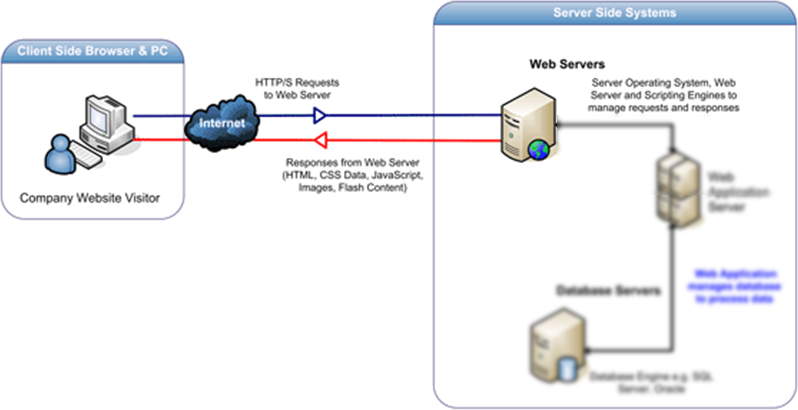 Server Side Systems
Client Side Browser & PC
HTTP/S Requests
to Web Server
Internet
Responses from Web Server
(HTML, CSS Data, JavaScript,
Images, Flash Content)
Company Website Visitor
Web Servers
Server Operating System, Web
Server and Scripting Engines to
manage requests and responses
Web
Application
Server
Web Application
manages database
to process data
Database Servers
Database Engine e.g. SQL
Server, Oracle